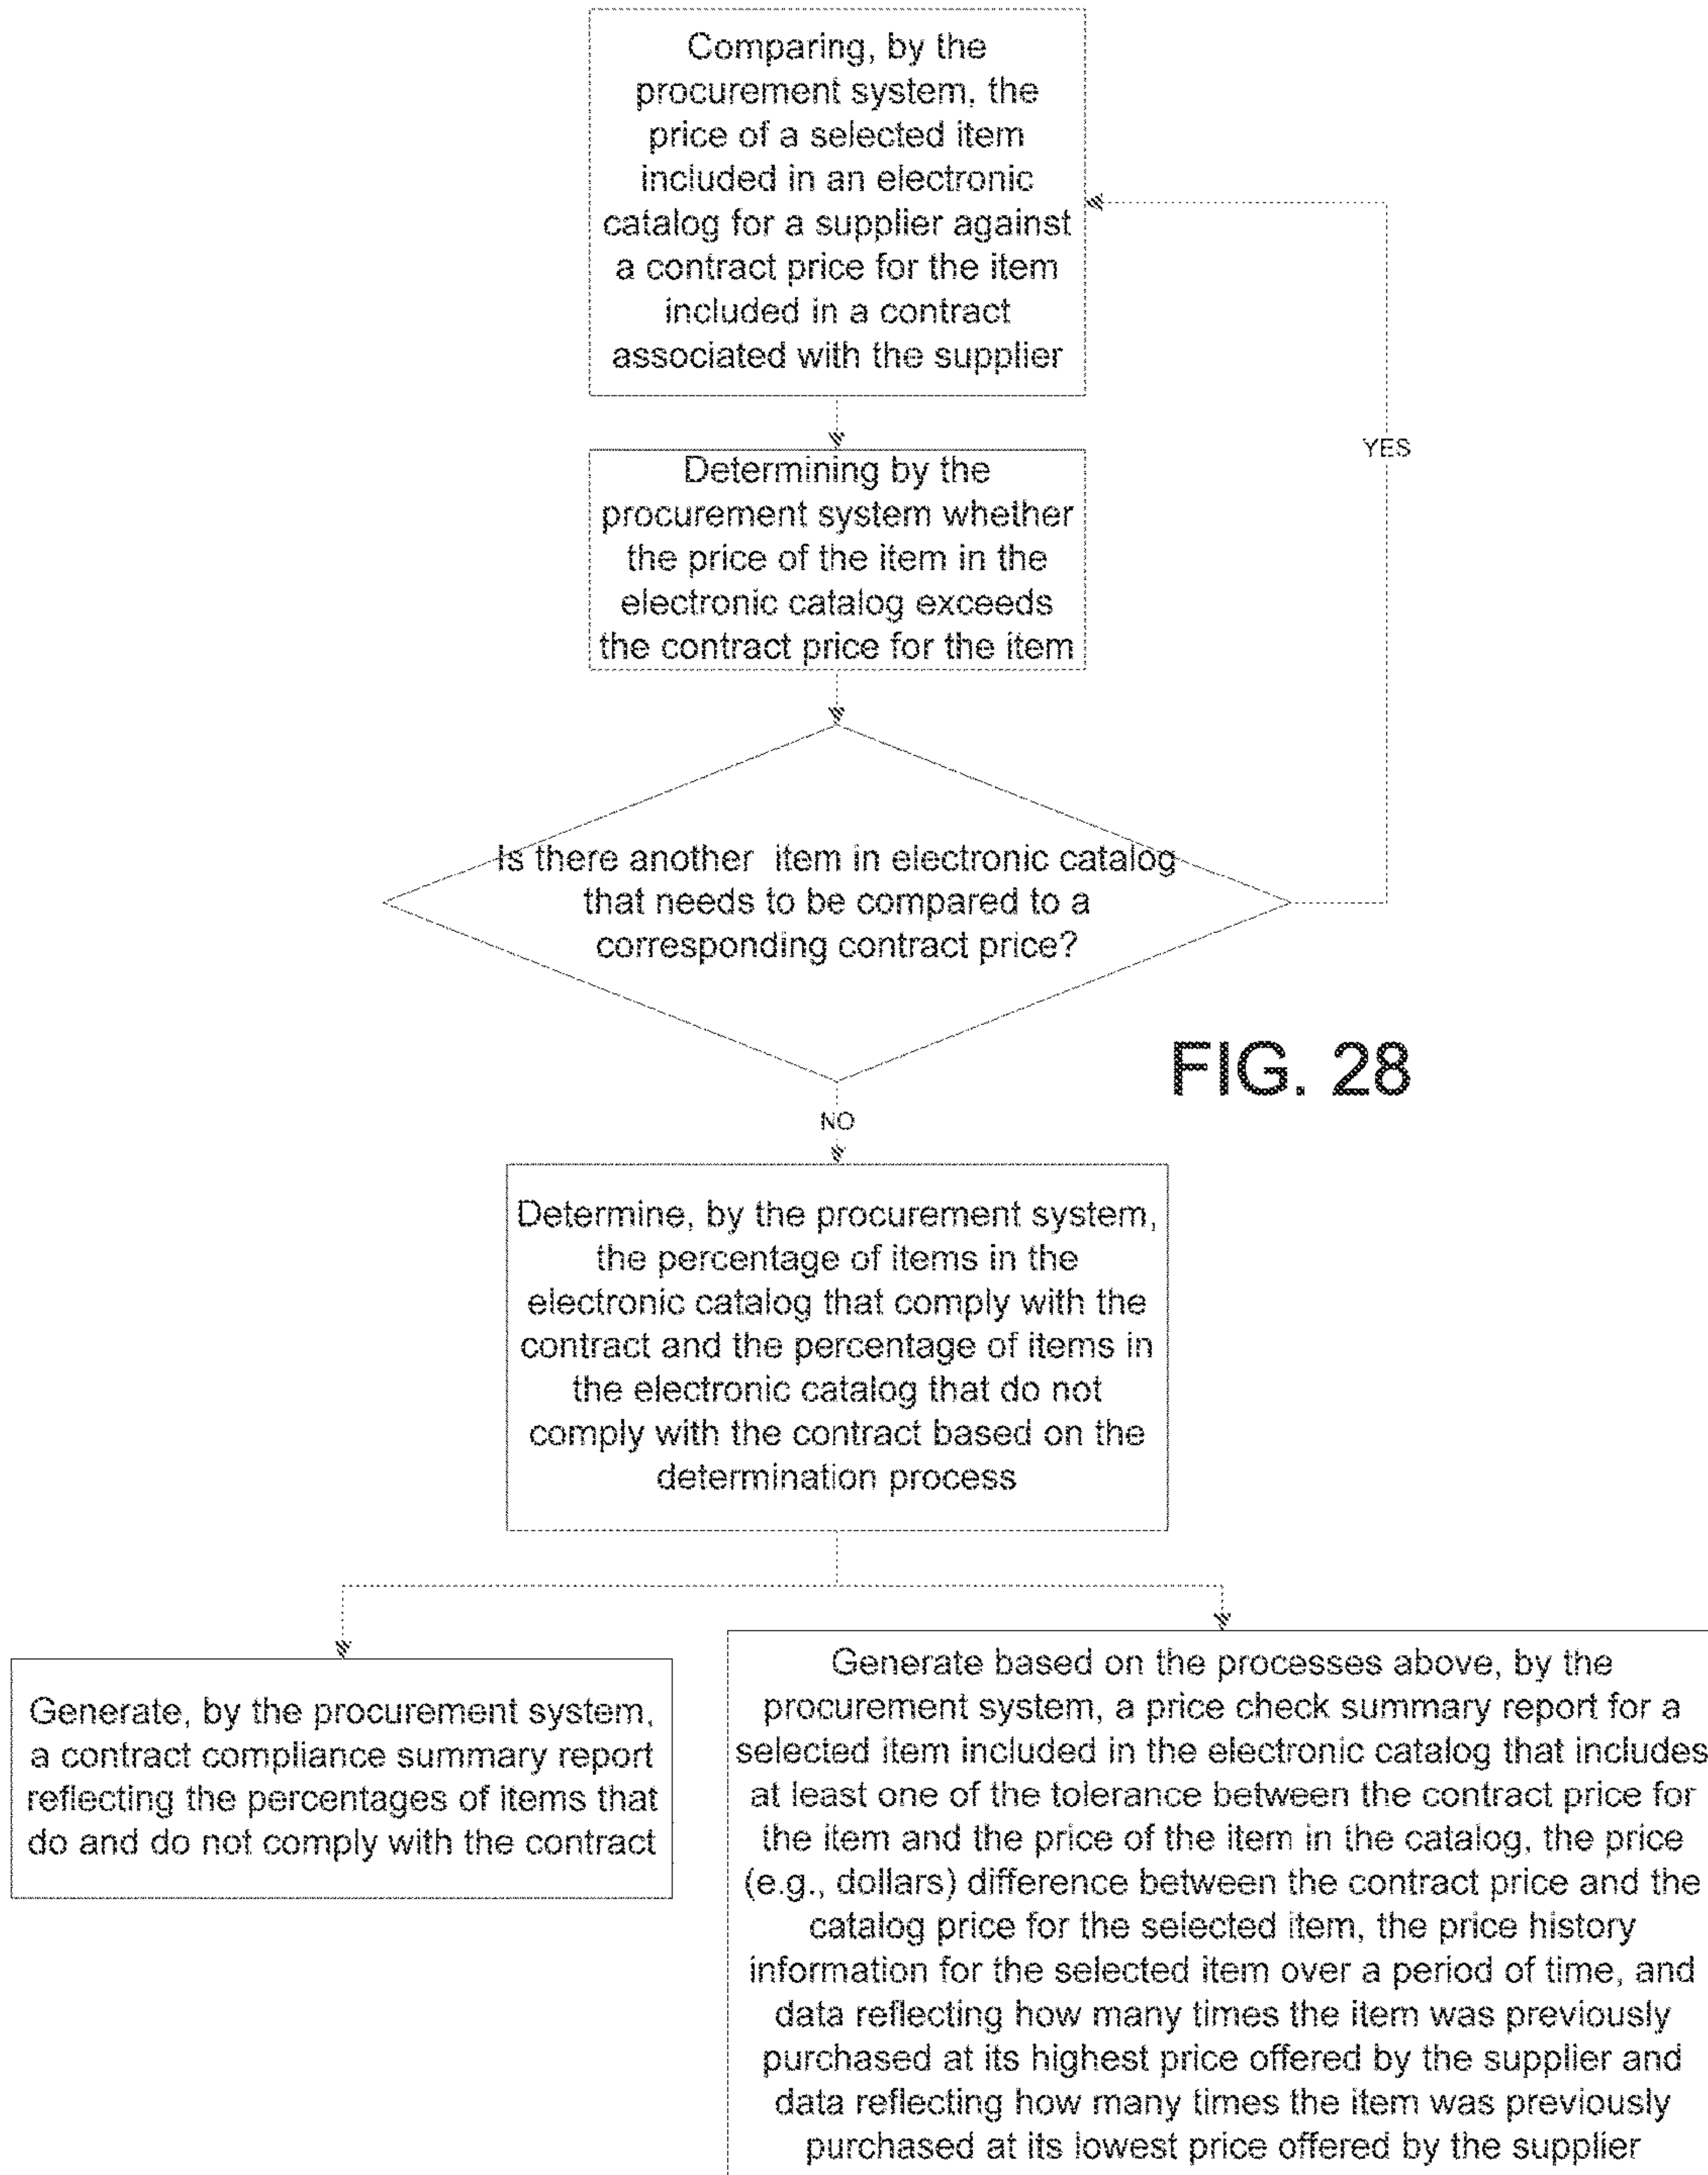 Comparing, by the
procurement system, the
price of a selected item
included in an electronic
catalog for a supplier against
a contract price for the item
included in a contract
associated with the supplier
YES
Determining by the
procurement system whether
the price of the item in the
electronic catalog exceeds
the contract price for the item
Is there another item in electronic catalog
that needs to be compared to a
corresponding contract price?
FIG. 28
NO
Determine, by the procurement system,
the percentage of items in the
electronic catalog that comply with the
contract and the percentage of items in
the electronic catalog that do not
comply with the contract based on the
determination process
Generate, by the procurement system,
a contract compliance summary report
reflecting the percentages of items that
do and do not comply with the contract
Generate based on the processes above, by the
procurement system, a price check summary report for a
selected item included in the electronic catalog that includes
at least one of the tolerance between the contract price for
the item and the price of the item in the catalog, the price
(e.g., dollars) difference between the contract price and the
catalog price for the selected item, the price history
information for the selected item over a period of time, and
data reflecting how many times the item was previously
purchased at its highest price offered by the supplier and
data reflecting how many times the item was previously
purchased at its lowest price offered by the supplier